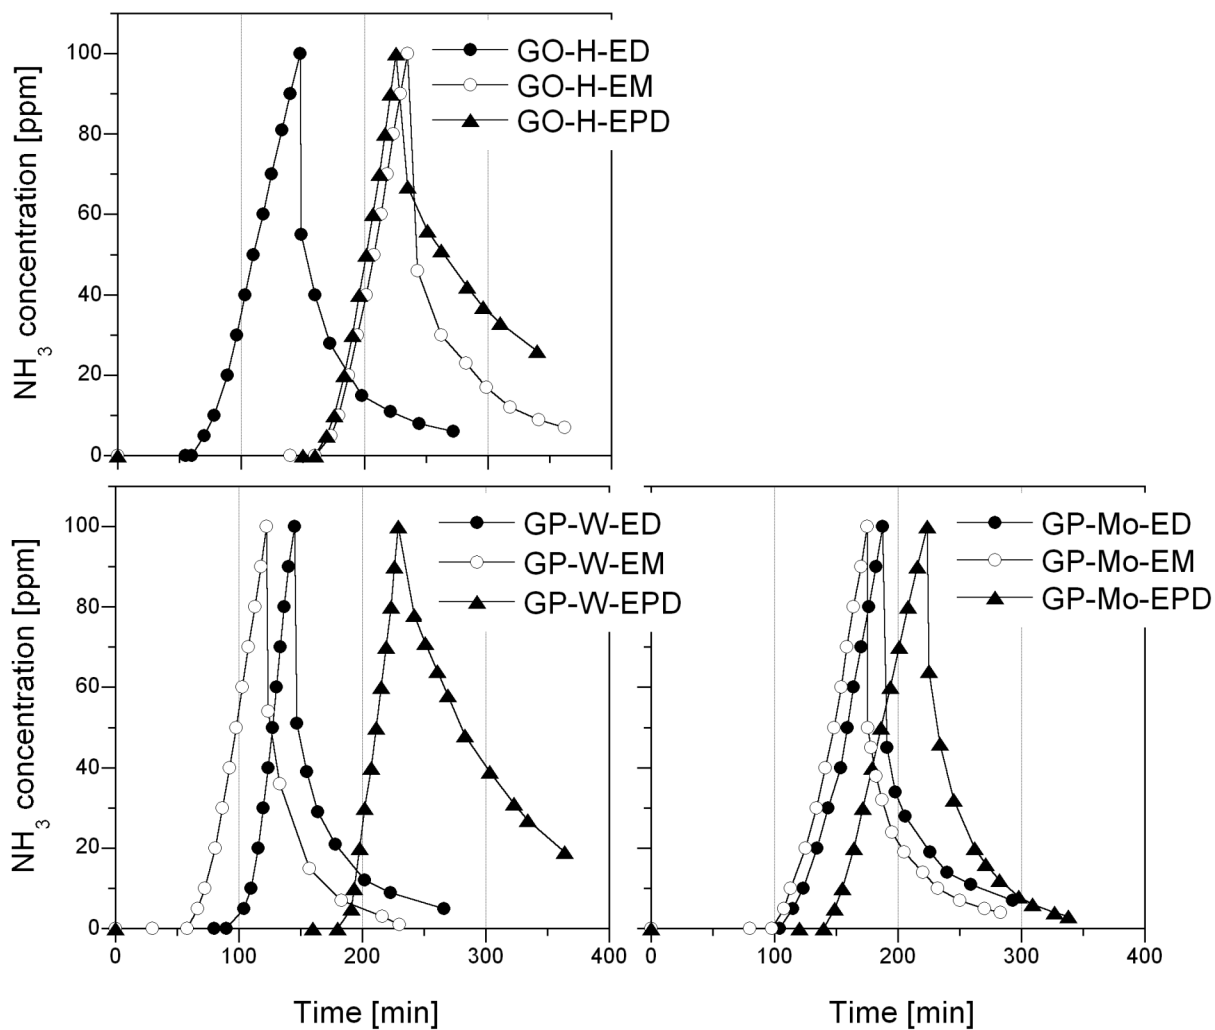 NH3 concentration [ppm]
100
80
60
40
20
0
GO-H-ED
GO-H-EM
GO-H-EPD
NH3 concentration [ppm]
100
80
60
40
20
0
GP-W-ED
GP-W-EM
GP-W-EPD
0
100
200
300
400
Time [min]
GP-Mo-ED
GP-Mo-EM
GP-Mo-EPD
0
100
200
300
400
Time [min]